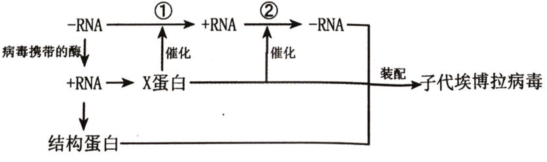 ① ②
-RNA +RNA -RNA
病毒携带的酶 催化 催化
+RNA X蛋白 装配 子代埃博拉病毒
结构蛋白